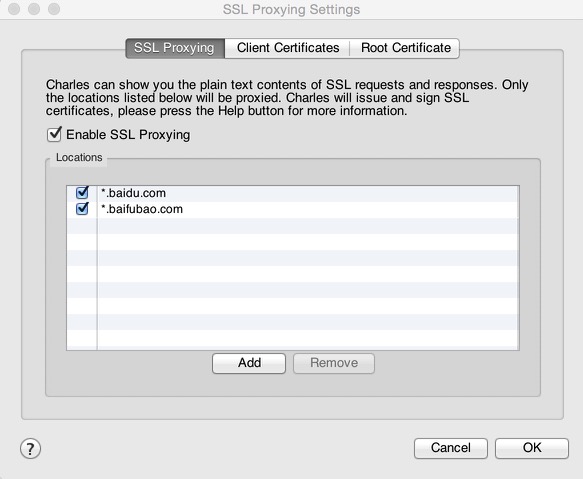 SSL Proxying Settings
SSL Proxying Client Certificates Root Certificate
Charles can show you the plain text contents of SSL requests and responses. Only
the locations listed below will be proxied. Charles will issue and sign SSL
certificates, please press the Help button for more information.
Enable SSL Proxying
Locations
*.baidu.com
*.baifubao.com
Add Remove
? Cancel OK